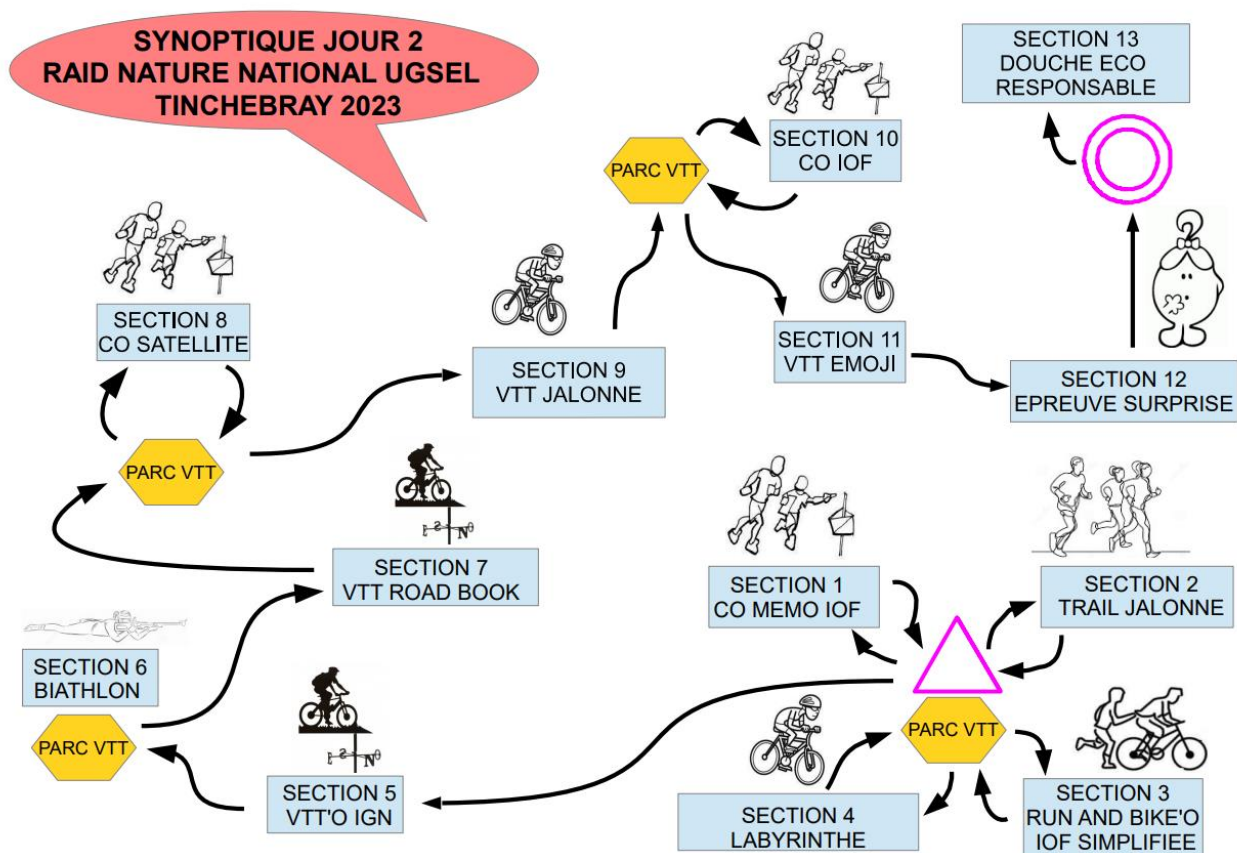 SYNOPTIQUE JOUR 2
RAID NATURE NATIONAL UGSEL
TINCHEBRAY 2023
SECTION 13
DOUCHE ECO
RESPONSABLE
SECTION 10
CO IOF
PARC VTT
SECTION 8
CO SATELLITE
SECTION 9
VTT JALONNE
SECTION 11
VTT EMOJI
SECTION 12
EPREUVE SURPRISE
PARC VTT
SECTION 7
VTT ROAD BOOK
SECTION 1
CO MEMO IOF
SECTION 2
TRAIL JALONNE
SECTION 6
BIATHLON
PARC VTT
SECTION 5
VTT'O IGN
PARC VTT
SECTION 4
LABYRINTHE
SECTION 3
RUN AND BIKE'O
IOF SIMPLIFIEE